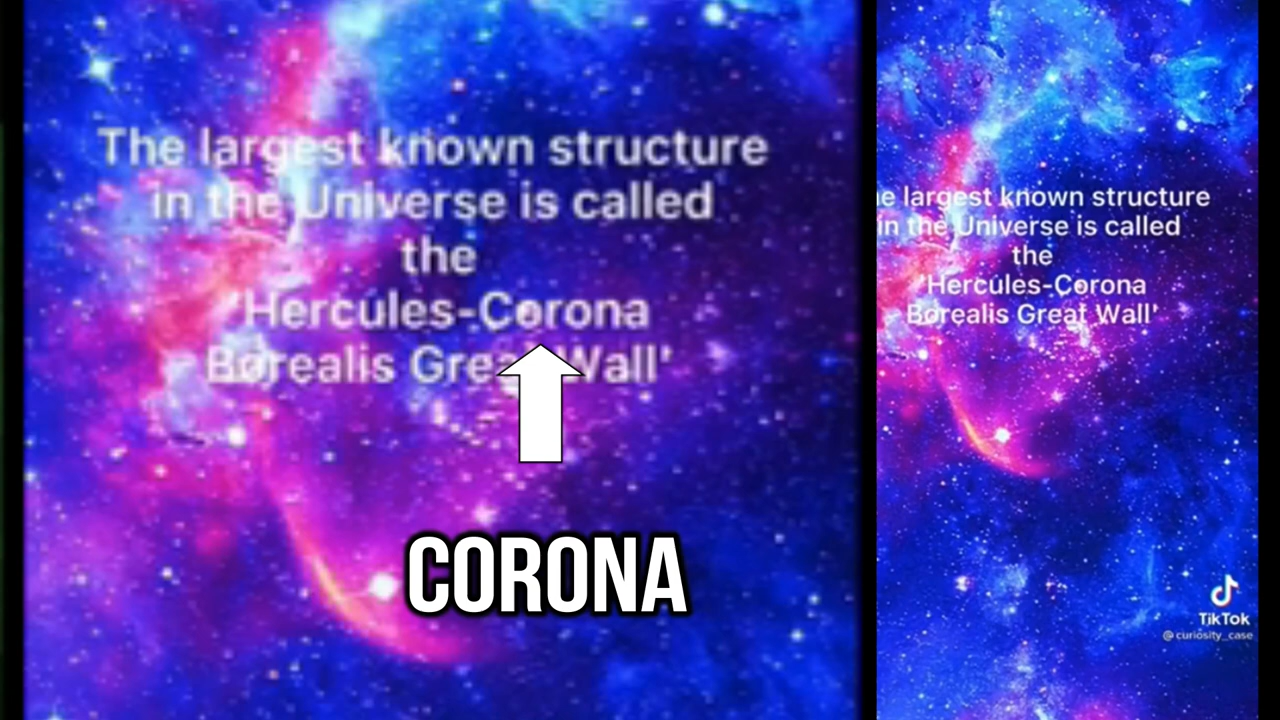 The largest known structure
in the Universe is called
the
'Hercules-Corona
Borealis Great Wall'
CORONA
e largest known structure
in the Universe is called
the
'Hercules-Corona
Borealis Great Wall'
TikTok
@curiosity_case